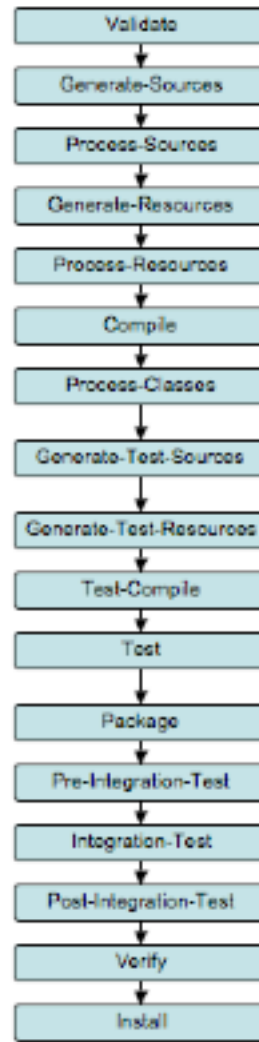 Validate
Generate-Sources
Process-Sources
Generate-Resources
Process-Resources
Compile
Process-Classes
Generate-Test-Sources
Generate-Test-Resources
Test-Compile
Test
Package
Pre-Integration-Test
Integration-Test
Post-Integration-Test
Verify
Install